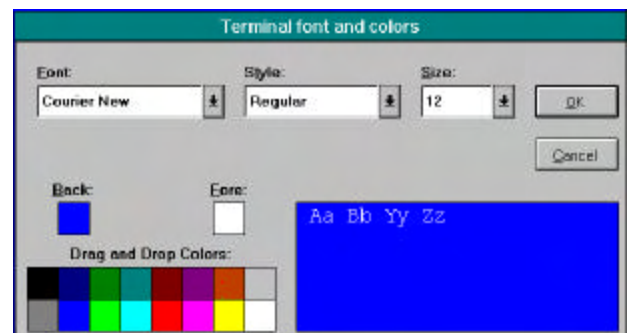 Terminal font and colors
Font: Style: Size:
Courier New Regular 12 OK
Cancel
Back: Fore:
Aa Bb Yy Zz
Drag and Drop Colors: